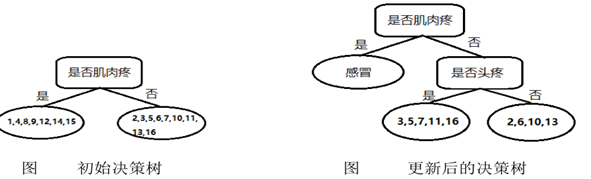 是否肌肉疼
是 否
1,4,8,9,12,14,15
2,3,5,6,7,10,11,
13,16
图 初始决策树
是否肌肉疼
是 否
感冒
是否头疼
是 否
3,5,7,11,16
2,6,10,13
图 更新后的决策树